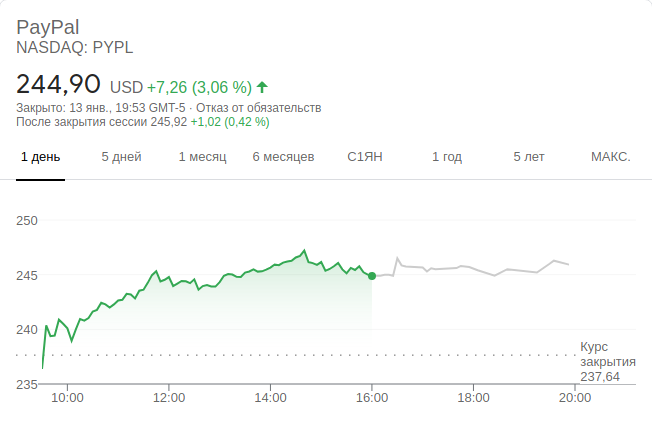 PayPal
NASDAQ: PYPL
244,90 USD +7,26 (3,06 %)
Закрыто: 13 янв., 19:53 GMT-5 · Отказ от обязательств
После закрытия сессии 245,92 +1,02 (0,42 %)
1 день 5 дней 1 месяц 6 месяцев С1ЯН 1 год 5 лет МАКС.
250
245
240
Курс
закрытия
237,64
235
10:00 12:00 14:00 16:00 18:00 20:00